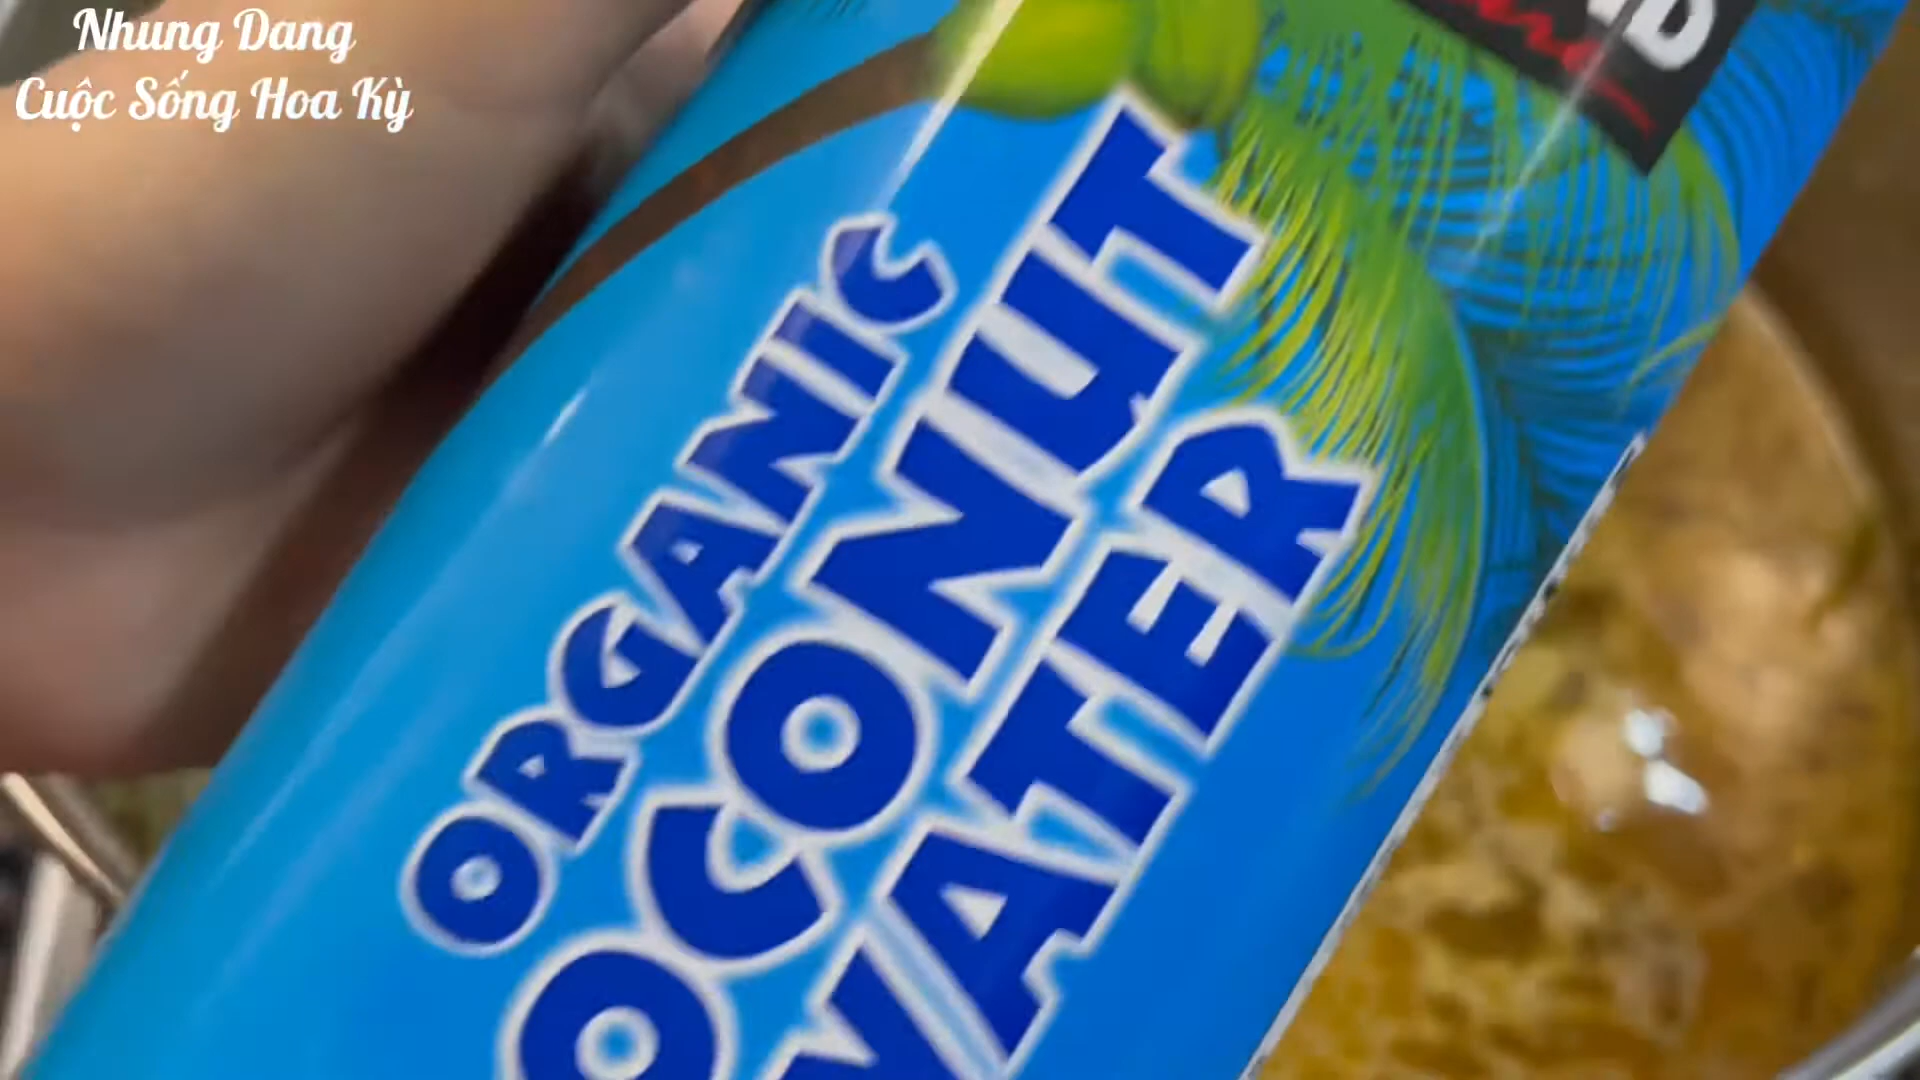 Nhung Dang
Cuộc Sống Hoa Kỳ
ORGANIC
COCONUT
WATER